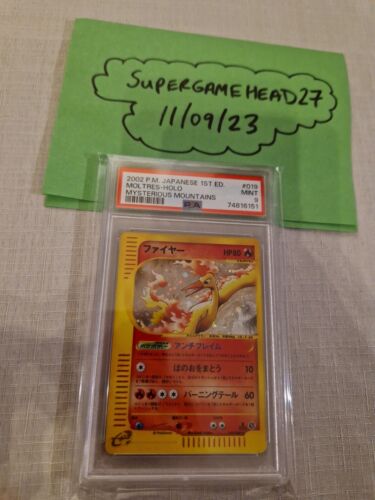 SUPERGAMEHEAD27
11/09/23
2002 P.M. JAPANESE 1ST ED. #019
MOLTRES-HOLO MINT
MYSTERIOUS MOUNTAINS 9
PSA 74816151
ファイヤー HP80
アンチフレイム
ほのおをまとう 10
バーニングテール 60